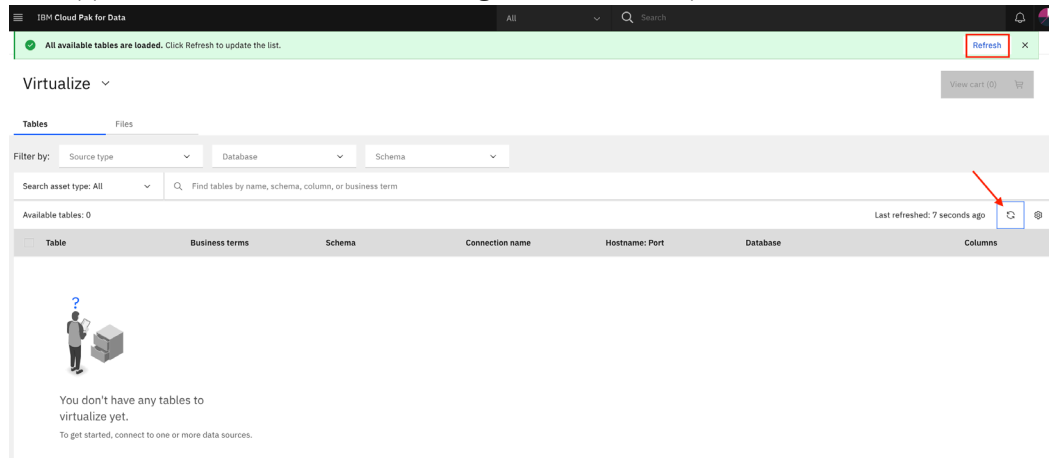 IBM Cloud Pak for Data
All
Search
All available tables are loaded. Click Refresh to update the list.
Refresh
Virtualize
View cart (0)
Tables
Files
Filter by:
Source type
Database
Schema
Search asset type: All
Find tables by name, schema, column, or business term
Available tables: 0
Last refreshed: 7 seconds ago
Table
Business terms
Schema
Connection name
Hostname: Port
Database
Columns
?
You don't have any tables to
virtualize yet.
To get started, connect to one or more data sources.